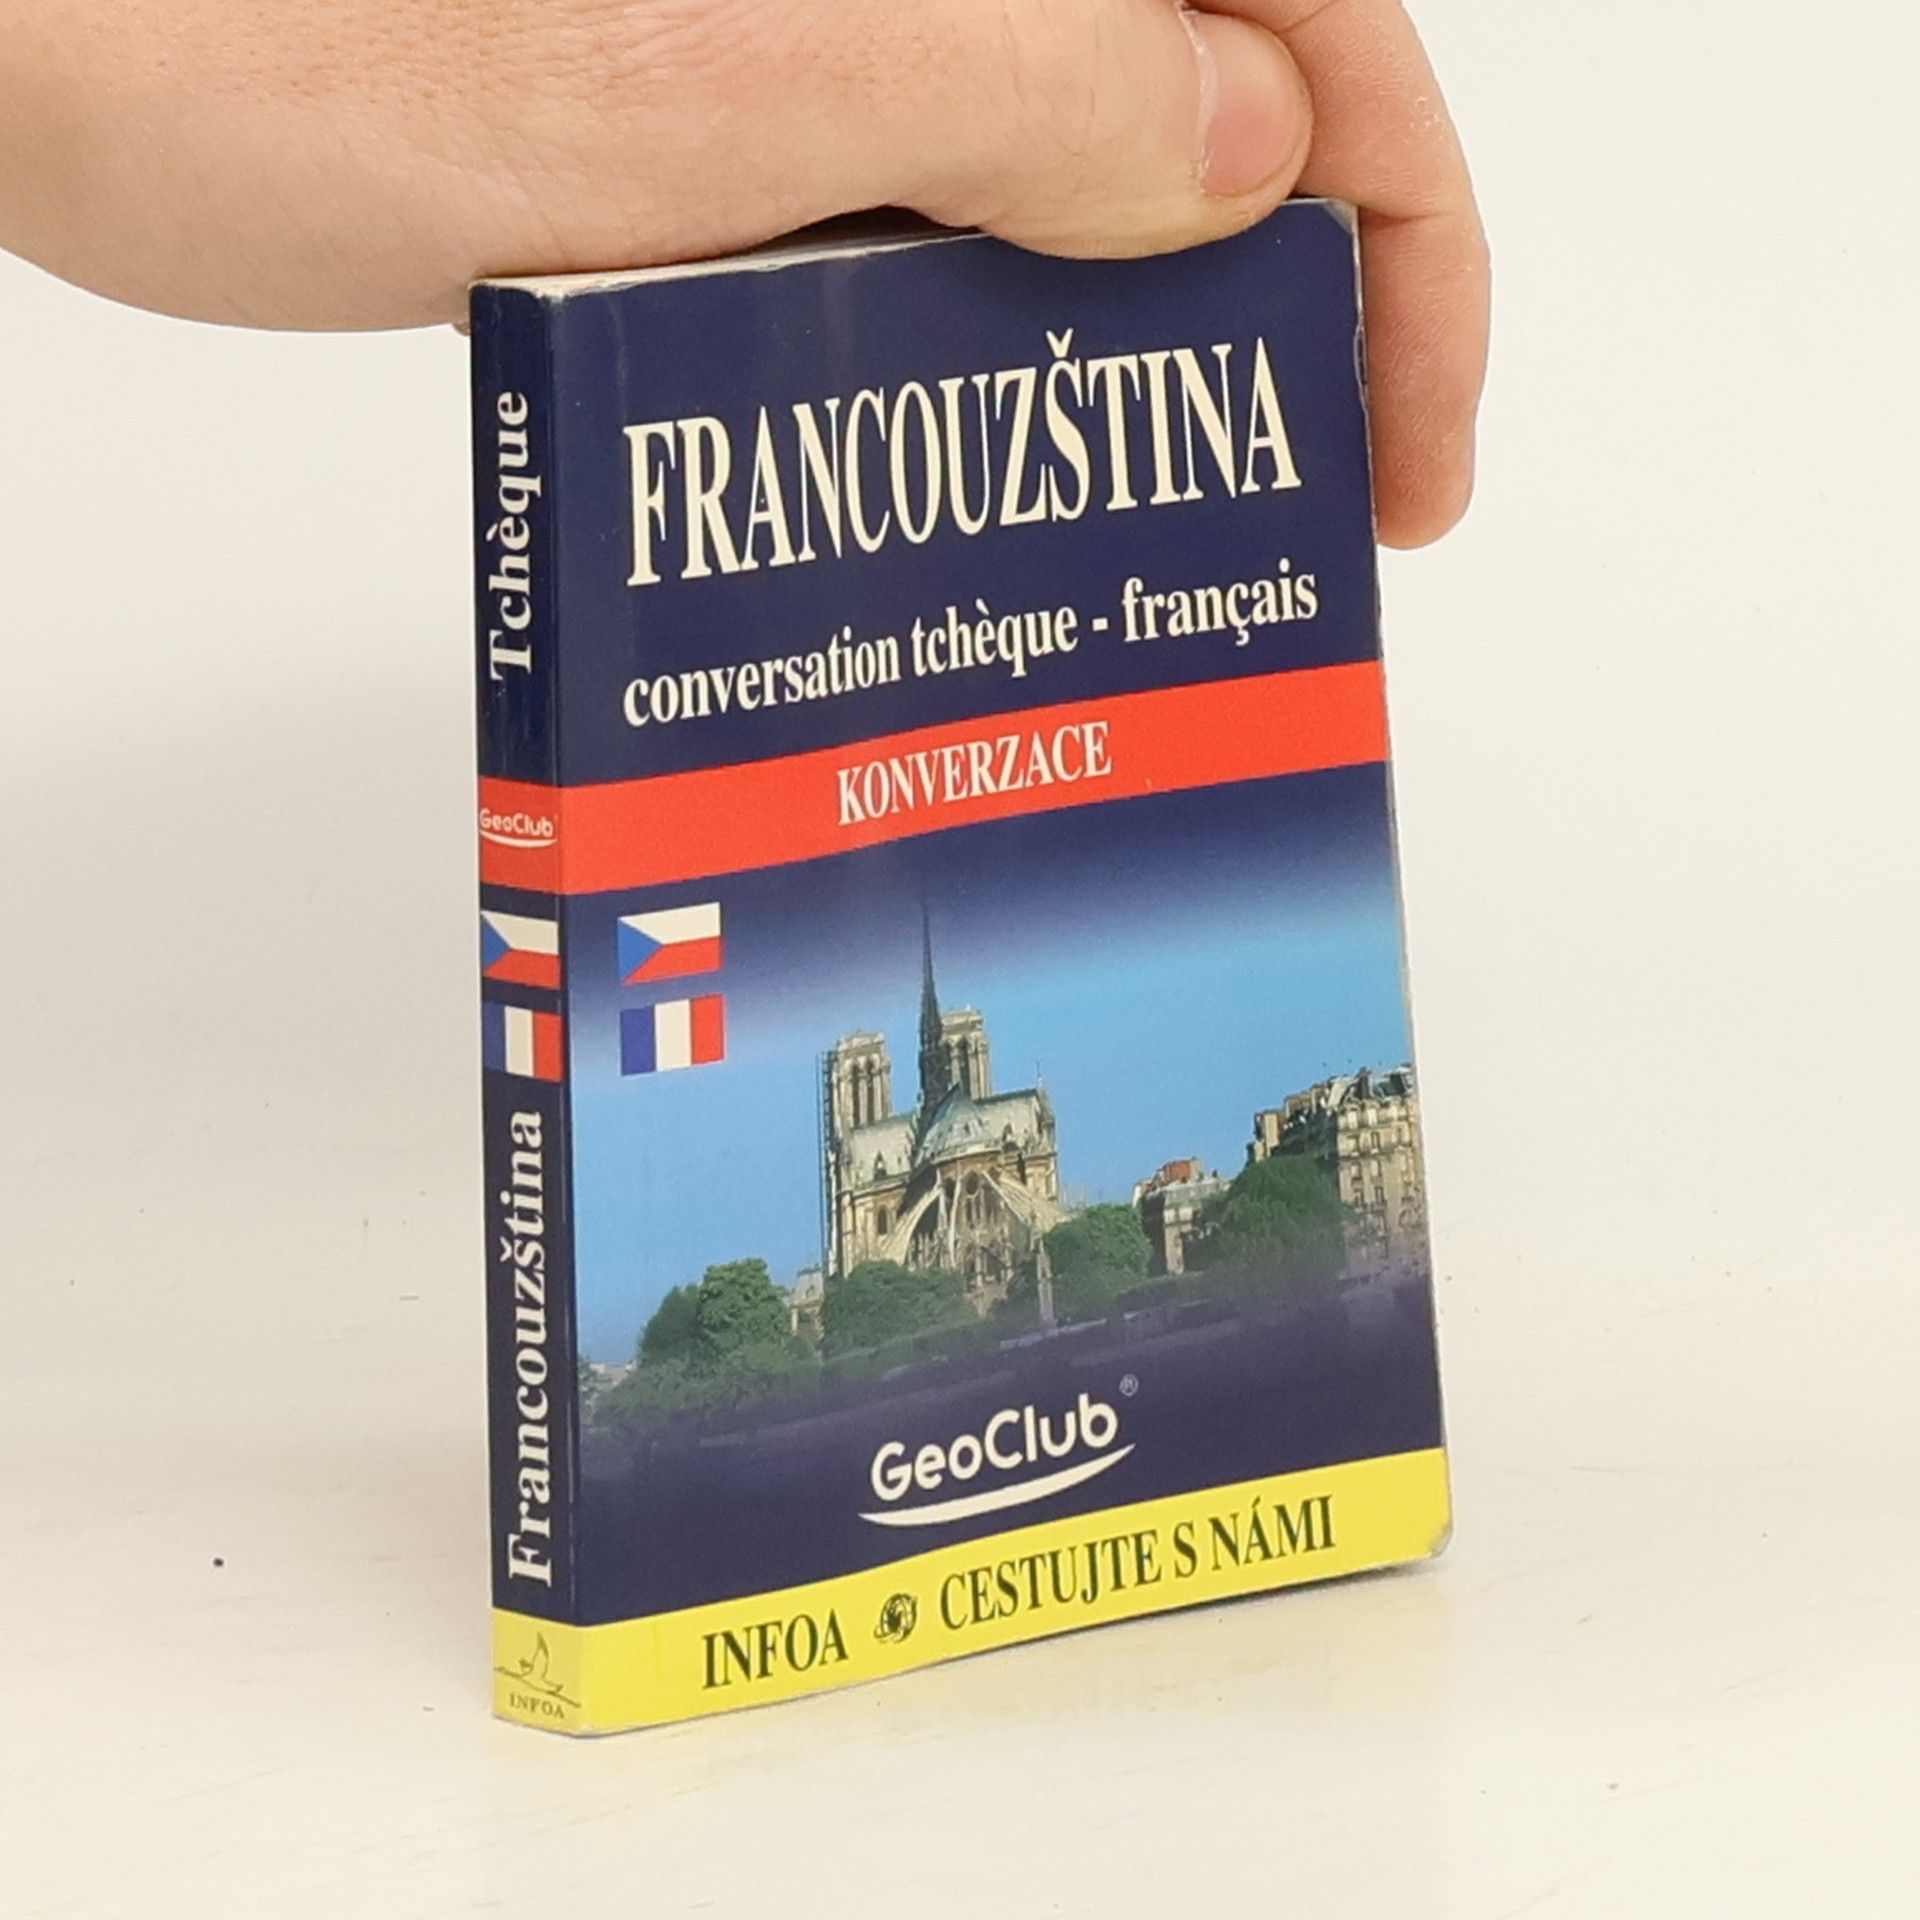 FRANCOUZŠTINA
conversation tchèque - français
KONVERZACE
GeoClub®
INFOA CESTUJTE S NÁMI
Tchèque
GeoClub
Francouzština
INFOA